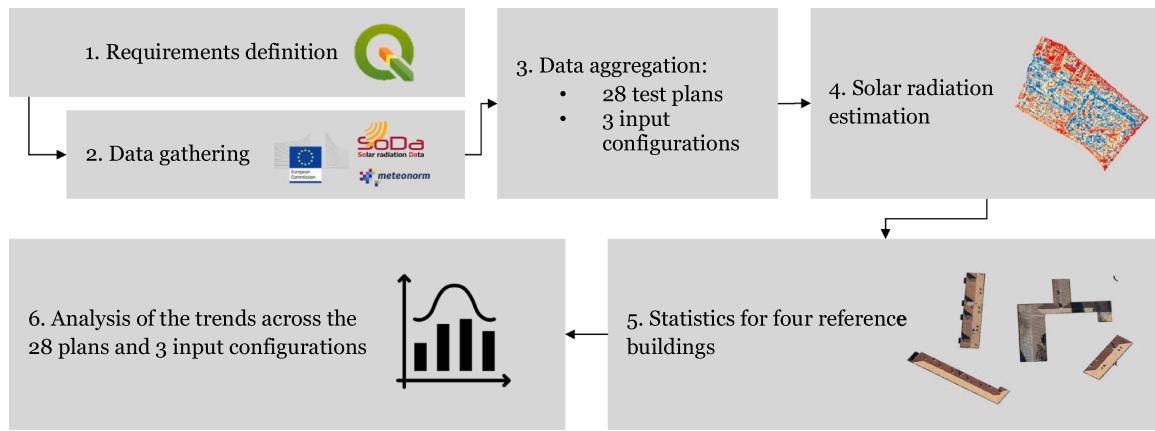 1. Requirements definition
2. Data gathering
European
Commission
SoDa
Solar radiation Data
meteonorm
3. Data aggregation:
• 28 test plans
• 3 input
configurations
4. Solar radiation
estimation
5. Statistics for four reference
buildings
6. Analysis of the trends across the
28 plans and 3 input configurations